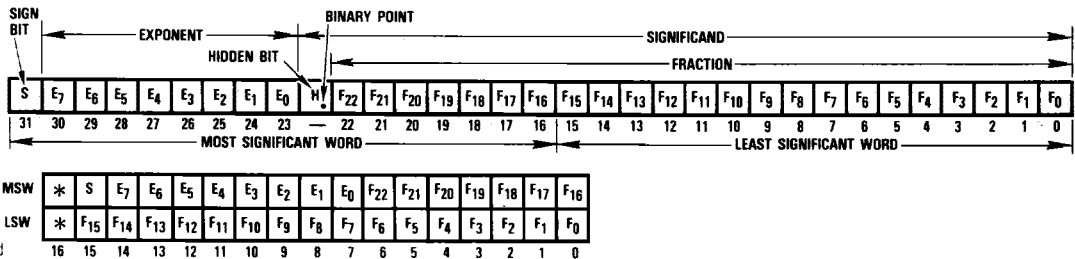 SIGN BIT
EXPONENT
BINARY POINT
HIDDEN BIT
SIGNIFICAND
FRACTION
S E7 E6 E5 E4 E3 E2 E1 E0 H F22 F21 F20 F19 F18 F17 F16 F15 F14 F13 F12 F11 F10 F9 F8 F7 F6 F5 F4 F3 F2 F1 F0
31 30 29 28 27 26 25 24 23 — 22 21 20 19 18 17 16 15 14 13 12 11 10 9 8 7 6 5 4 3 2 1 0
MOST SIGNIFICANT WORD LEAST SIGNIFICANT WORD
MSW * S E7 E6 E5 E4 E3 E2 E1 E0 F22 F21 F20 F19 F18 F17 F16
LSW * F15 F14 F13 F12 F11 F10 F9 F8 F7 F6 F5 F4 F3 F2 F1 F0
16 15 14 13 12 11 10 9 8 7 6 5 4 3 2 1 0